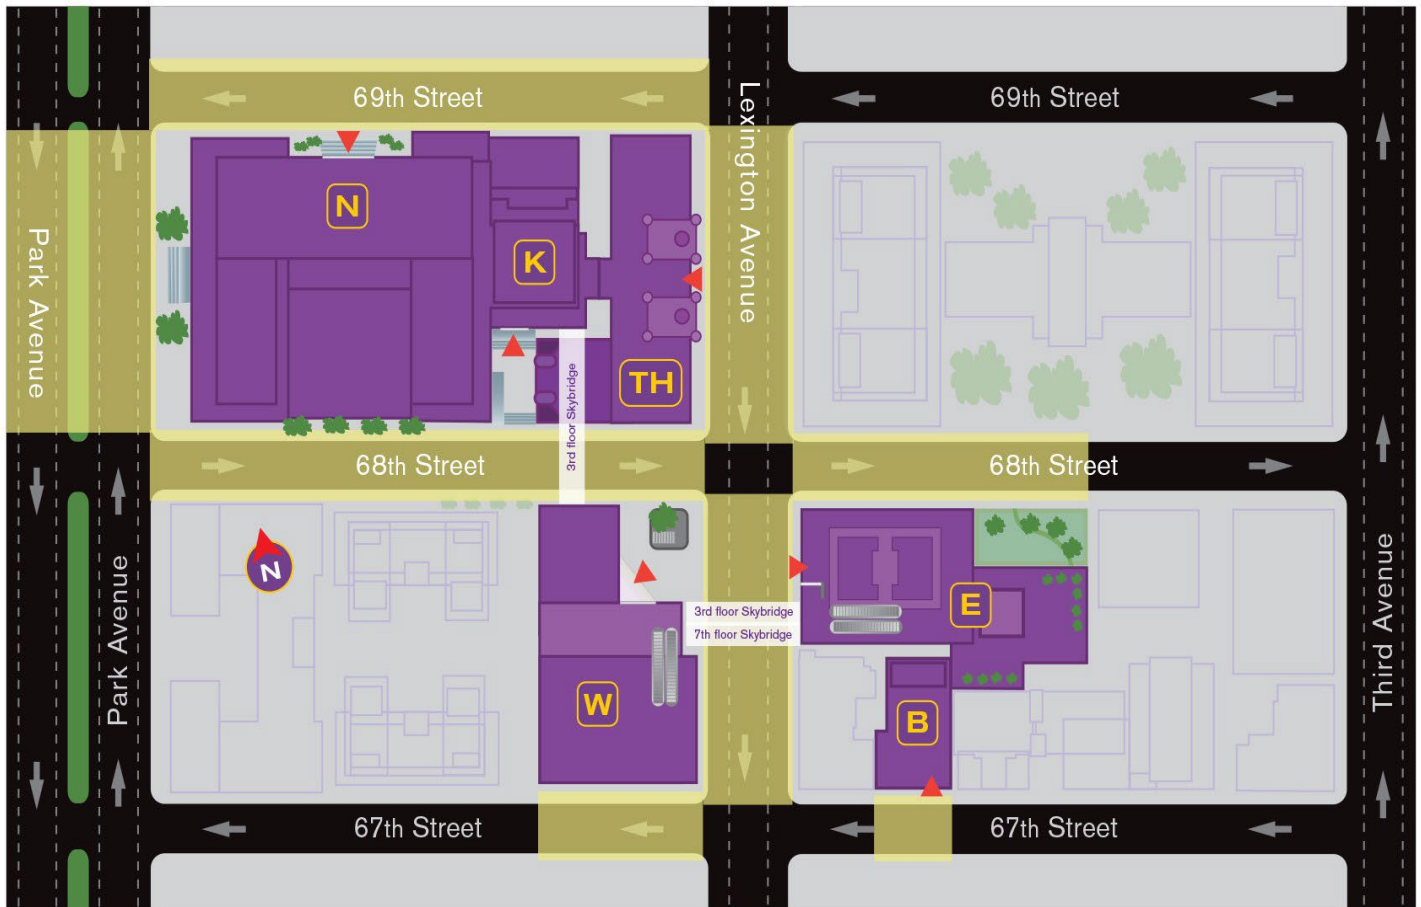 69th Street
69th Street
Lexington Avenue
Park Avenue
N
K
TH
3rd floor Skybridge
68th Street
68th Street
N
Park Avenue
Third Avenue
3rd floor Skybridge
7th floor Skybridge
E
W
B
67th Street
67th Street